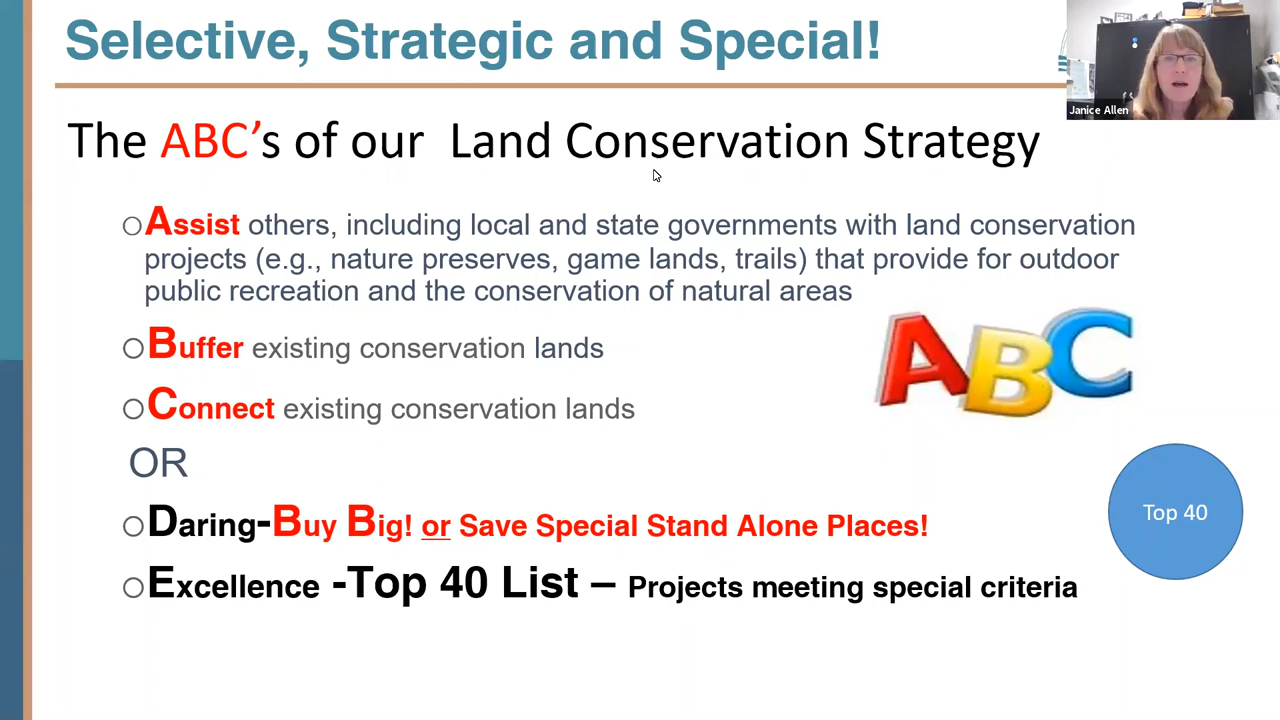 Selective, Strategic and Special!
Janice Allen
The ABC's of our Land Conservation Strategy
Assist others, including local and state governments with land conservation
projects (e.g., nature preserves, game lands, trails) that provide for outdoor
public recreation and the conservation of natural areas
Buffer existing conservation lands
ABC
Connect existing conservation lands
OR
Daring-Buy Big! or Save Special Stand Alone Places!
Top 40
Excellence -Top 40 List – Projects meeting special criteria